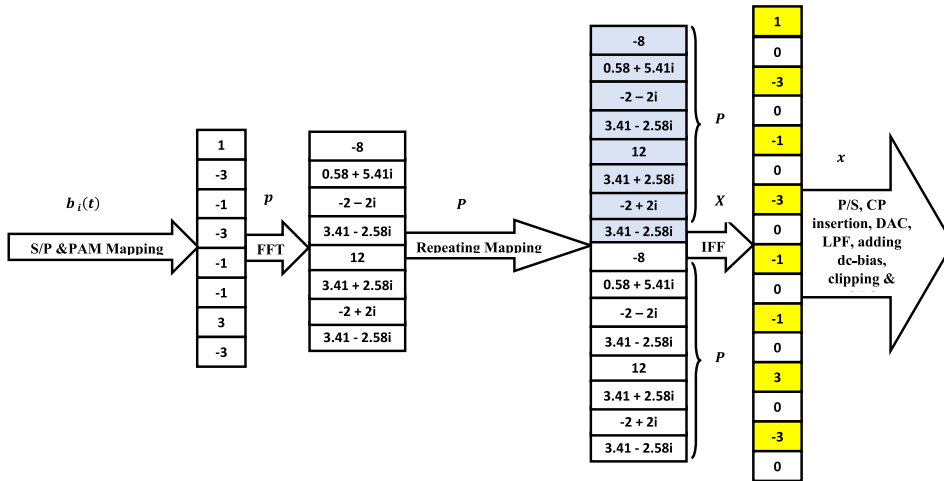 b i(t)
S/P &PAM Mapping
1
-3
-1
-3
-1
-1
3
-3
p
FFT
-8
0.58 + 5.41i
-2 – 2i
3.41 - 2.58i
12
3.41 + 2.58i
-2 + 2i
3.41 - 2.58i
P
Repeating Mapping
-8
0.58 + 5.41i
-2 – 2i
3.41 - 2.58i
12
3.41 + 2.58i
-2 + 2i
3.41 - 2.58i
-8
0.58 + 5.41i
-2 – 2i
3.41 - 2.58i
12
3.41 + 2.58i
-2 + 2i
3.41 - 2.58i
P
P
X
IFF
1
0
-3
0
-1
0
-3
0
-1
0
-1
0
3
0
-3
0
x
P/S, CP
insertion, DAC,
LPF, adding
dc-bias,
clipping &